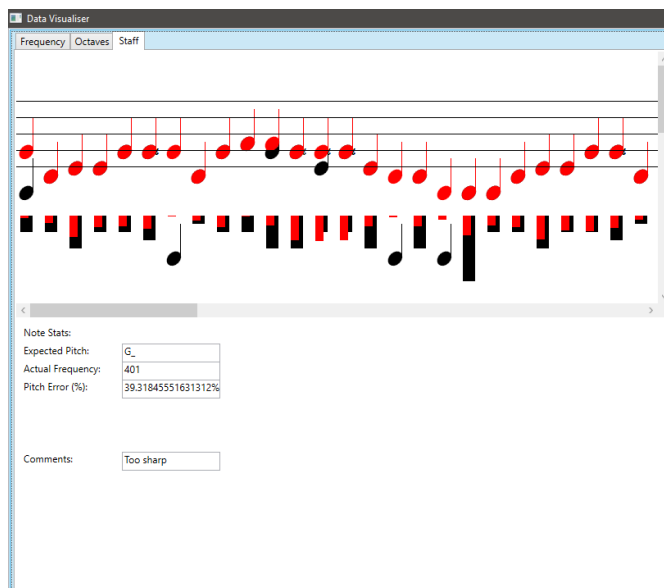 Data Visualiser
Frequency Octaves Staff
Note Stats:
Expected Pitch: G_
Actual Frequency: 401
Pitch Error (%): 39.31845551631312%
Comments: Too sharp